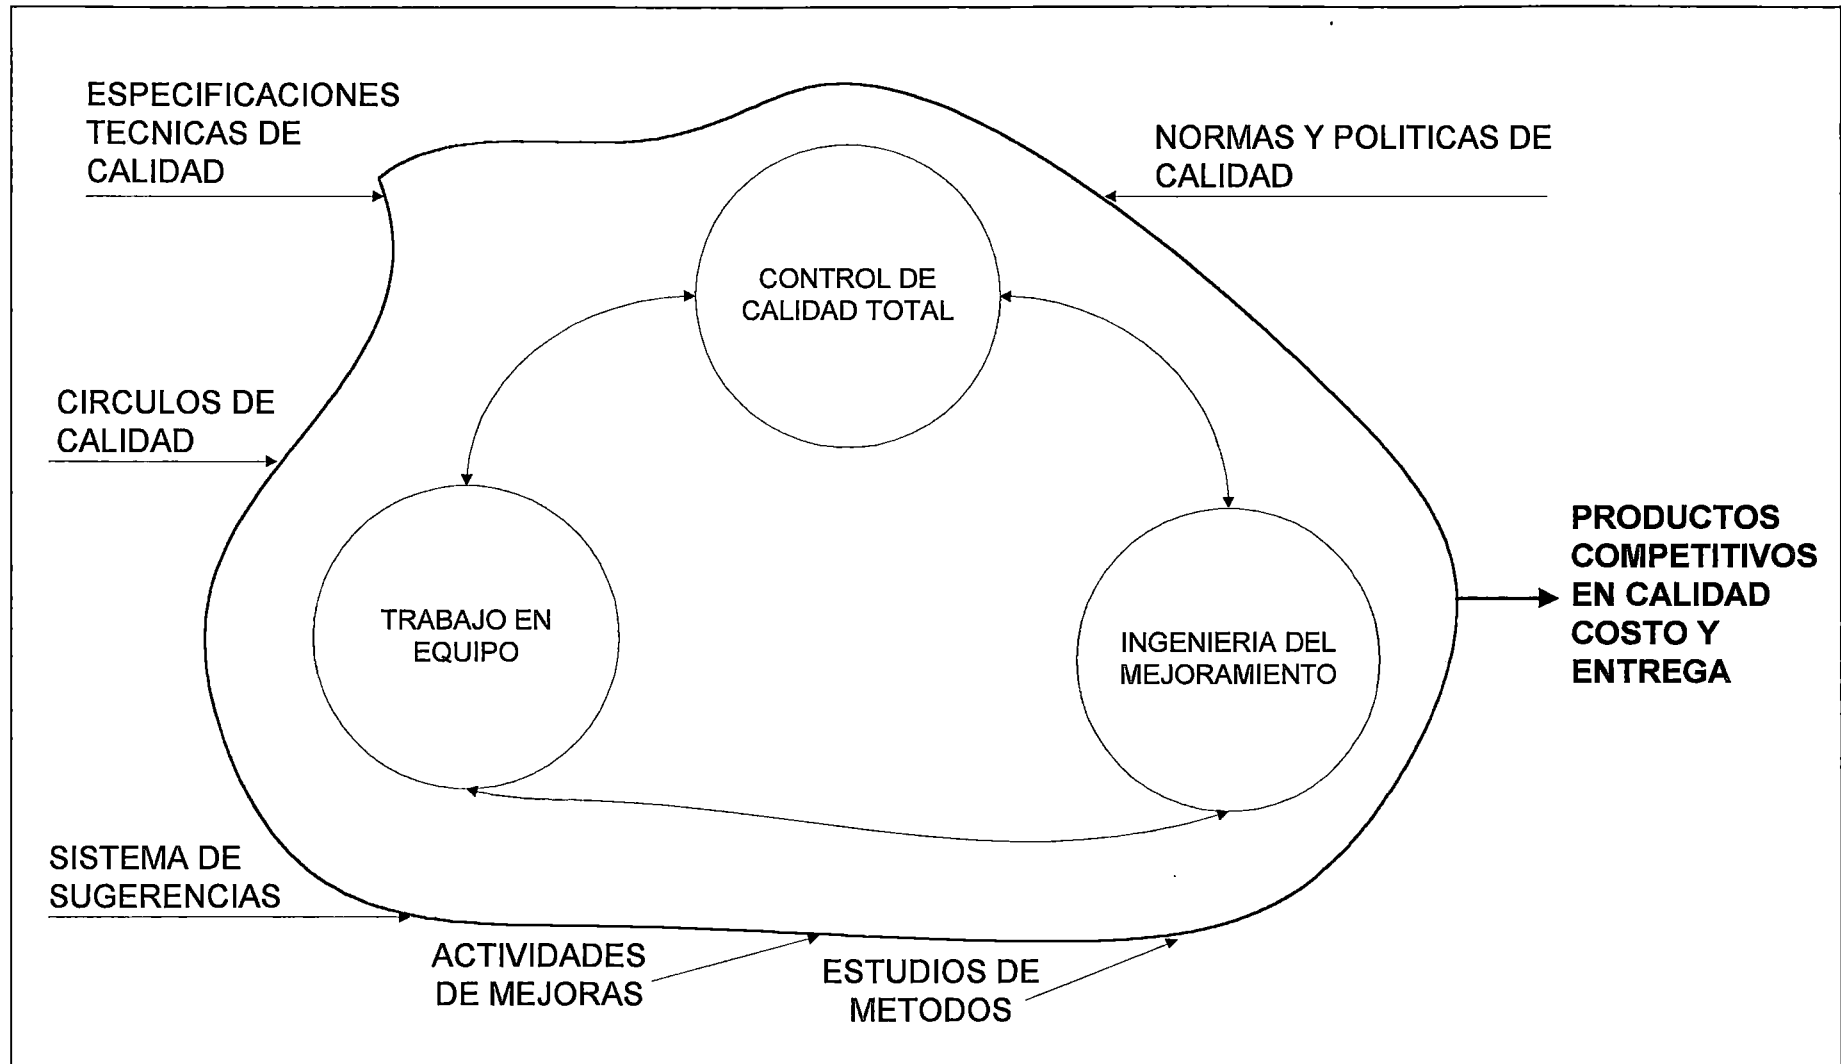 ESPECIFICACIONES
TECNICAS DE
CALIDAD
NORMAS Y POLITICAS DE
CALIDAD
CONTROL DE
CALIDAD TOTAL
CIRCULOS DE
CALIDAD
TRABAJO EN
EQUIPO
INGENIERIA DEL
MEJORAMIENTO
PRODUCTOS
COMPETITIVOS
EN CALIDAD
COSTO Y
ENTREGA
SISTEMA DE
SUGERENCIAS
ACTIVIDADES
DE MEJORAS
ESTUDIOS DE
METODOS